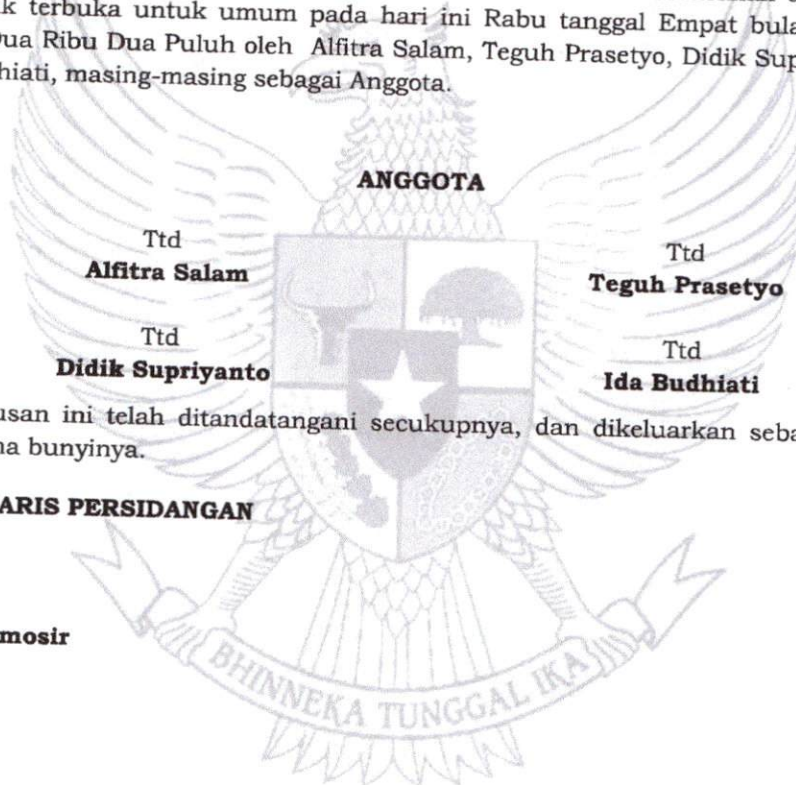 k terbuka untuk umum pada hari ini Rabu tanggal Empat bula
Dua Ribu Dua Puluh oleh Alfitra Salam, Teguh Prasetyo, Didik Sup
hiati, masing-masing sebagai Anggota.
ANGGOTA
Ttd
Alfitra Salam
Ttd
Teguh Prasetyo
Ttd
Didik Supriyanto
Ttd
Ida Budhiati
usan ini telah ditandatangani secukupnya, dan dikeluarkan seba
na bunyinya.
ARIS PERSIDANGAN
mosir
BHINNEKA TUNGGAL IKA